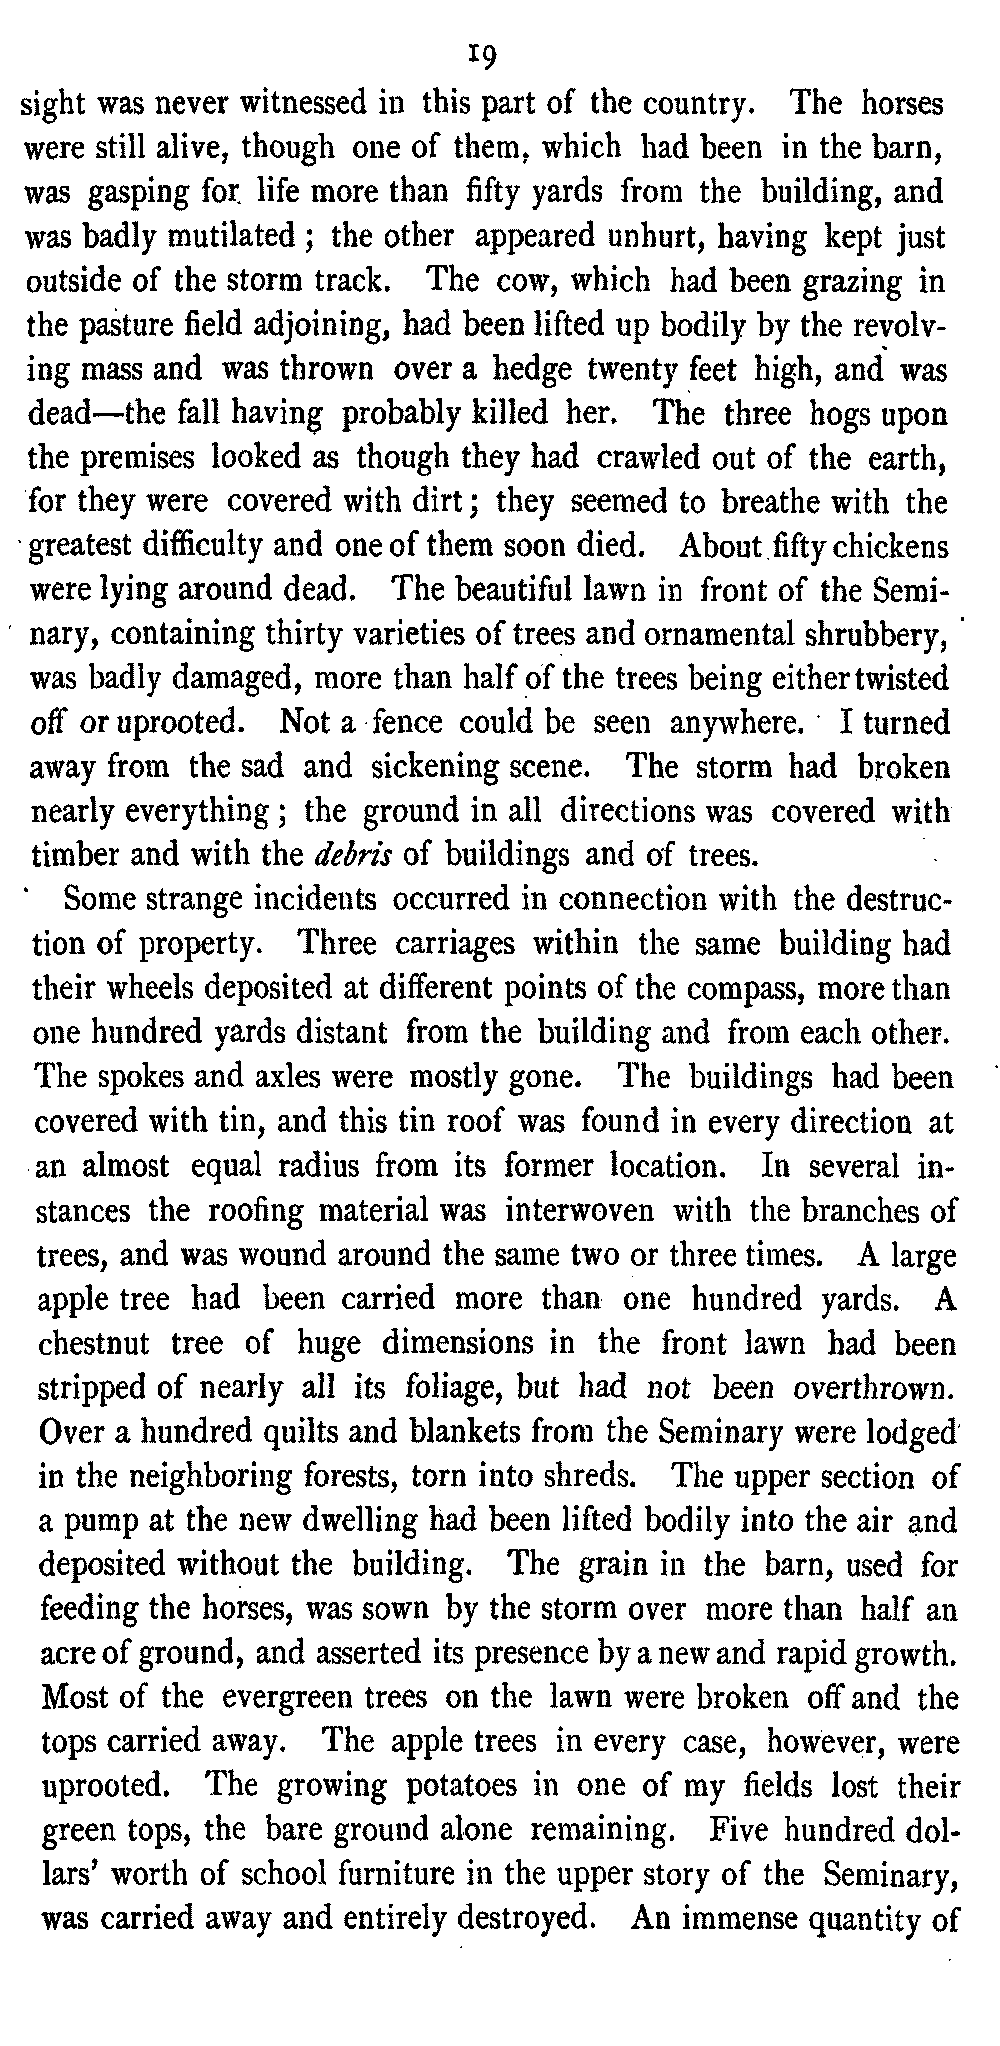 19
sight was never witnessed in this part of the country. The horses
were still alive, though one of them, which had been in the barn,
was gasping for life more than fifty yards from the building, and
was badly mutilated ; the other appeared unhurt, having kept just
outside of the storm track. The cow, which had been grazing in
the pasture field adjoining, had been lifted up bodily by the revolv-
ing mass and was thrown over a hedge twenty feet high, and was
dead—the fall having probably killed her. The three hogs upon
the premises looked as though they had crawled out of the earth,
for they were covered with dirt ; they seemed to breathe with the
greatest difficulty and one of them soon died. About fifty chickens
were lying around dead. The beautiful lawn in front of the Semi-
nary, containing thirty varieties of trees and ornamental shrubbery,
was badly damaged, more than half of the trees being either twisted
off or uprooted. Not a fence could be seen anywhere. I turned
away from the sad and sickening scene. The storm had broken
nearly everything ; the ground in all directions was covered with
timber and with the debris of buildings and of trees.
Some strange incidents occurred in connection with the destruc-
tion of property. Three carriages within the same building had
their wheels deposited at different points of the compass, more than
one hundred yards distant from the building and from each other.
The spokes and axles were mostly gone. The buildings had been
covered with tin, and this tin roof was found in every direction at
an almost equal radius from its former location. In several in-
stances the roofing material was interwoven with the branches of
trees, and was wound around the same two or three times. A large
apple tree had been carried more than one hundred yards. A
chestnut tree of huge dimensions in the front lawn had been
stripped of nearly all its foliage, but had not been overthrown.
Over a hundred quilts and blankets from the Seminary were lodged
in the neighboring forests, torn into shreds. The upper section of
a pump at the new dwelling had been lifted bodily into the air and
deposited without the building. The grain in the barn, used for
feeding the horses, was sown by the storm over more than half an
acre of ground, and asserted its presence by a new and rapid growth.
Most of the evergreen trees on the lawn were broken off and the
tops carried away. The apple trees in every case, however, were
uprooted. The growing potatoes in one of my fields lost their
green tops, the bare ground alone remaining. Five hundred dol-
lars' worth of school furniture in the upper story of the Seminary,
was carried away and entirely destroyed. An immense quantity of